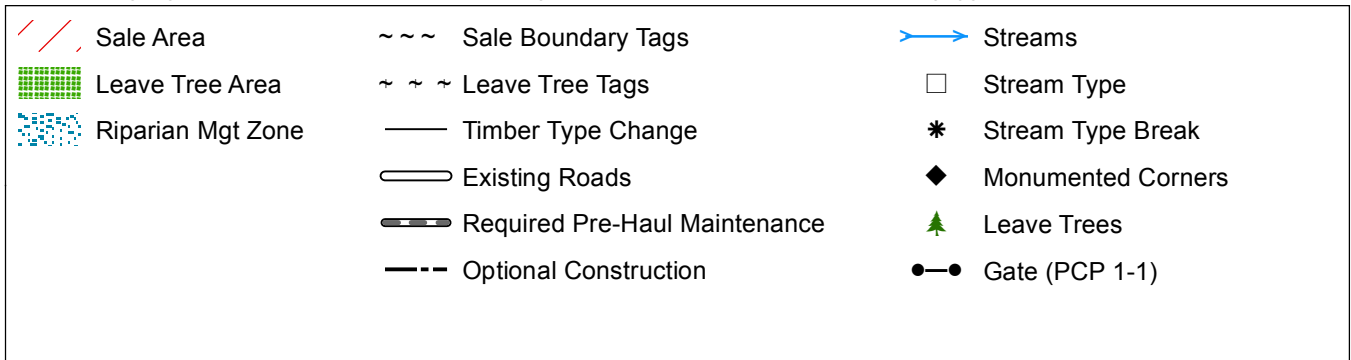 Sale Area
Leave Tree Area
Riparian Mgt Zone
Sale Boundary Tags
Leave Tree Tags
Timber Type Change
Existing Roads
Required Pre-Haul Maintenance
Optional Construction
Streams
Stream Type
Stream Type Break
Monumented Corners
Leave Trees
Gate (PCP 1-1)